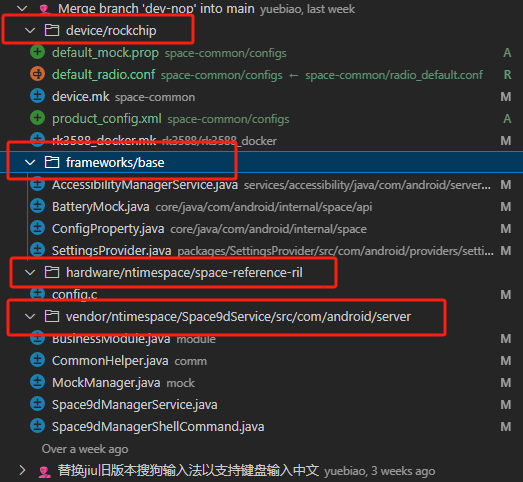 Merge branch 'dev-nop' into main yuebiao, last week
device/rockchip
default_mock.prop space-common/configs A
default_radio.conf space-common/configs ← space-common/radio_default.conf R
device.mk space-common M
product_config.xml space-common/configs A
rk3588_docker.mk rk3588/rk3588_docker M
frameworks/base
AccessibilityManagerService.java services/accessibility/java/com/android/server... M
BatteryMock.java core/java/com/android/internal/space/api M
ConfigProperty.java core/java/com/android/internal/space M
SettingsProvider.java packages/SettingsProvider/src/com/android/providers/setti... M
hardware/ntimespace/space-reference-ril
config.c M
vendor/ntimespace/Space9dService/src/com/android/server
BusinessModule.java module M
CommonHelper.java comm M
MockManager.java mock M
Space9dManagerService.java M
Space9dManagerShellCommand.java M
Over a week ago
替换jiu旧版本搜狗输入法以支持键盘输入中文 yuebiao, 3 weeks ago